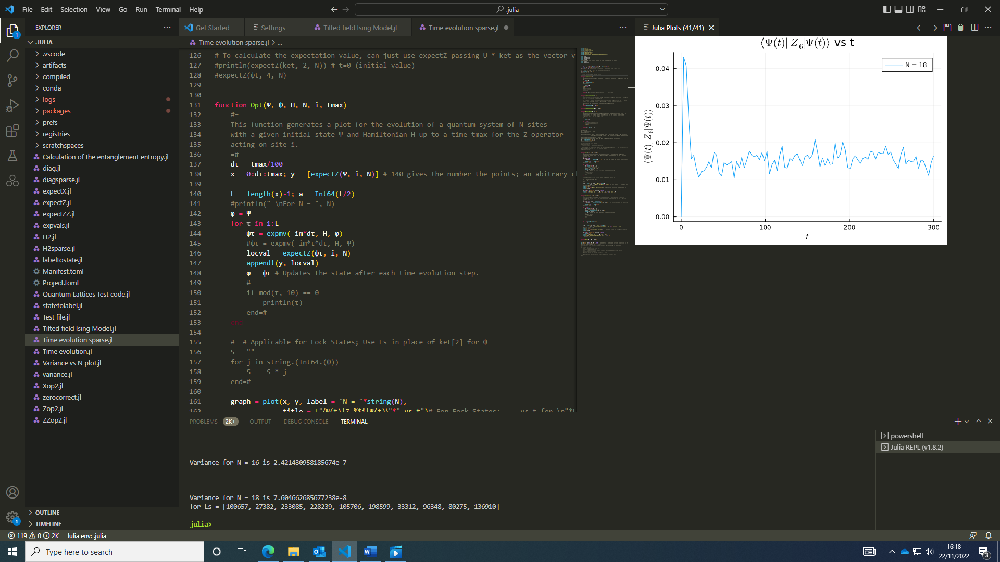 File Edit Selection View Go Run Terminal Help
.julia
EXPLORER
JULIA
.vscode
artifacts
compiled
conda
logs
packages
prefs
registries
scratchspaces
Calculation of the entanglement entropy.jl
diag.jl
diagsparse.jl
expectX.jl
expectZ.jl
expectZZ.jl
expvals.jl
H2.jl
H2sparse.jl
labeltostate.jl
Manifest.toml
Project.toml
Quantum Lattices Test code.jl
statetolabel.jl
Test file.jl
Tilted field Ising Model.jl
Time evolution sparse.jl
Time evolution.jl
Variance vs N plot.jl
variance.jl
Xop2.jl
zerocorrect.jl
Zop2.jl
ZZop2.jl
OUTLINE
TIMELINE
Get Started Settings Tilted field Ising Model.jl Time evolution sparse.jl
Time evolution sparse.jl > ...
126 # To calculate the expectation value, can just use expectZ passing U * ket as the vector v
127 #println(expectZ(ket, 2, N)) # t=0 (initial value)
128 #expectZ(ψt, 4, N)
129
130
131 function Opt(Ψ, Φ, H, N, i, tmax)
132 #=
133 This function generates a plot for the evolution of a quantum system of N sites
134 with a given initial state Ψ and Hamiltonian H up to a time tmax for the Z operator
135 acting on site i.
136 =#
137 dτ = tmax/100
138 x = 0:dτ:tmax; y = [expectZ(Ψ, i, N)] # 140 gives the number the points; an abitrary c
139
140 L = length(x)-1; a = Int64(L/2)
141 #println(" \nFor N = ", N)
142 φ = Ψ
143 for τ in 1:L
144 ψτ = expmv(-im*dτ, H, φ)
145 #ψτ = expmv(-im*τ*dτ, H, Ψ)
146 locval = expectZ(ψτ, i, N)
147 append!(y, locval)
148 φ = ψτ # Updates the state after each time evolution step.
149 #=
150 if mod(τ, 10) == 0
151 println(τ)
152 end=#
153 end
154
155 #= # Applicable for Fock States; Use Ls in place of ket[2] for Φ
156 S = ""
157 for j in string.(Int64.(Φ))
158 S = S * j
159 end=#
160
161 graph = plot(x, y, label = "N = "*string(N),
Julia Plots (41/41)
⟨Ψ(t)| Z₆|Ψ(t)⟩ vs t
N = 18
⟨Ψ(t)| Z₆|Ψ(t)⟩
0.04
0.03
0.02
0.01
0.00
0 100 200 300
t
PROBLEMS 2K+ OUTPUT DEBUG CONSOLE TERMINAL
Variance for N = 16 is 2.421430958185674e-7
Variance for N = 18 is 7.604662685677238e-8
for Ls = [100657, 27382, 233085, 228239, 105706, 198599, 33312, 96348, 80275, 136910]
julia>
powershell
Julia REPL (v1.8.2)
119 0 2K Julia env: .julia
Type here to search
16:18
22/11/2022
3